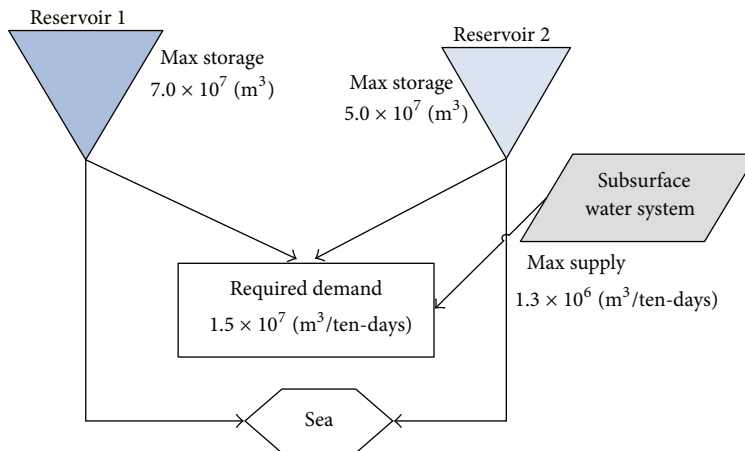 Reservoir 1
Max storage
7.0 × 10⁷ (m³)
Reservoir 2
Max storage
5.0 × 10⁷ (m³)
Subsurface
water system
Max supply
1.3 × 10⁶ (m³/ten-days)
Required demand
1.5 × 10⁷ (m³/ten-days)
Sea